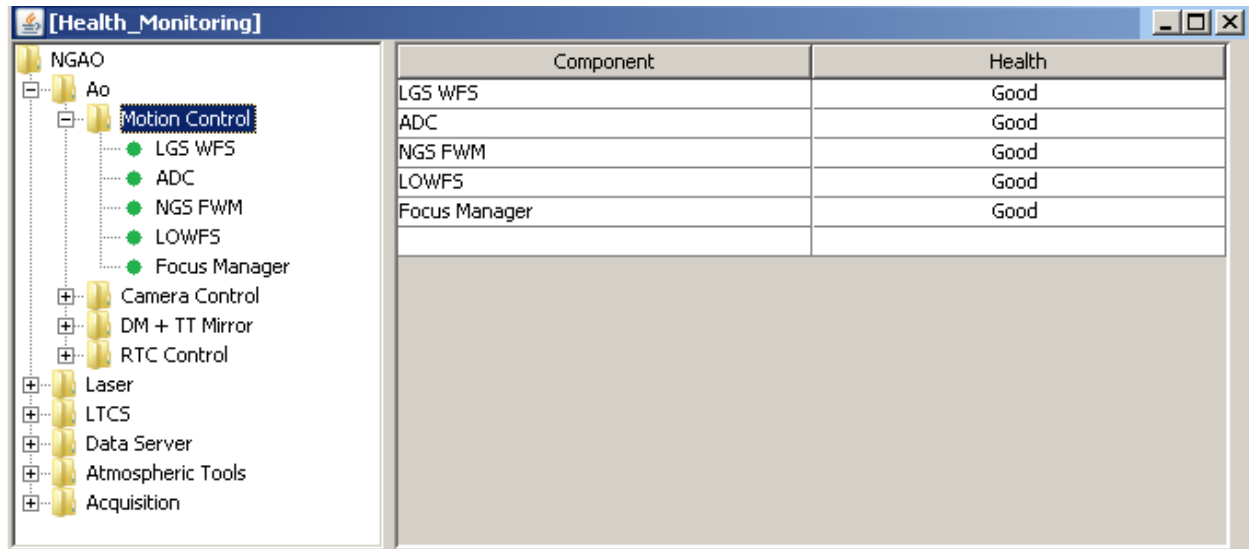 [Health_Monitoring]
NGAO
Ao
Motion Control
LGS WFS
ADC
NGS FWM
LOWFS
Focus Manager
Camera Control
DM + TT Mirror
RTC Control
Laser
LTCS
Data Server
Atmospheric Tools
Acquisition
Component Health
LGS WFS Good
ADC Good
NGS FWM Good
LOWFS Good
Focus Manager Good